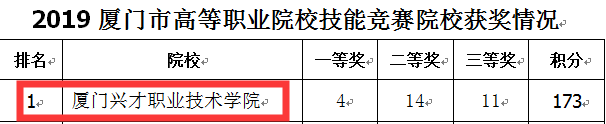 2019 厦门市高等职业院校技能竞赛院校获奖情况
排名 院校 一等奖 二等奖 三等奖 积分
1 厦门兴才职业技术学院 4 14 11 173